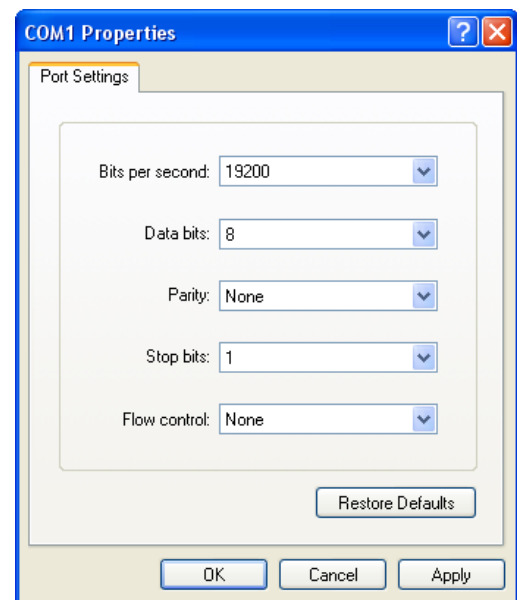 COM1 Properties
Port Settings
Bits per second: 19200
Data bits: 8
Parity: None
Stop bits: 1
Flow control: None
Restore Defaults
OK Cancel Apply